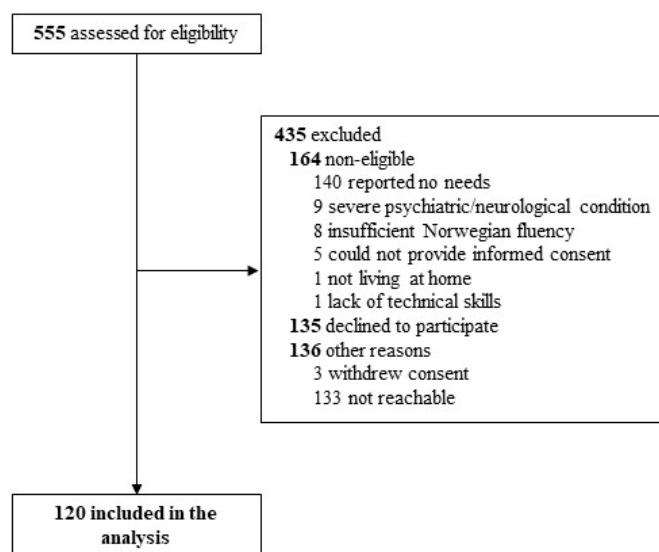 555 assessed for eligibility
435 excluded
164 non-eligible
140 reported no needs
9 severe psychiatric/neurological condition
8 insufficient Norwegian fluency
5 could not provide informed consent
1 not living at home
1 lack of technical skills
135 declined to participate
136 other reasons
3 withdrew consent
133 not reachable
120 included in the
analysis